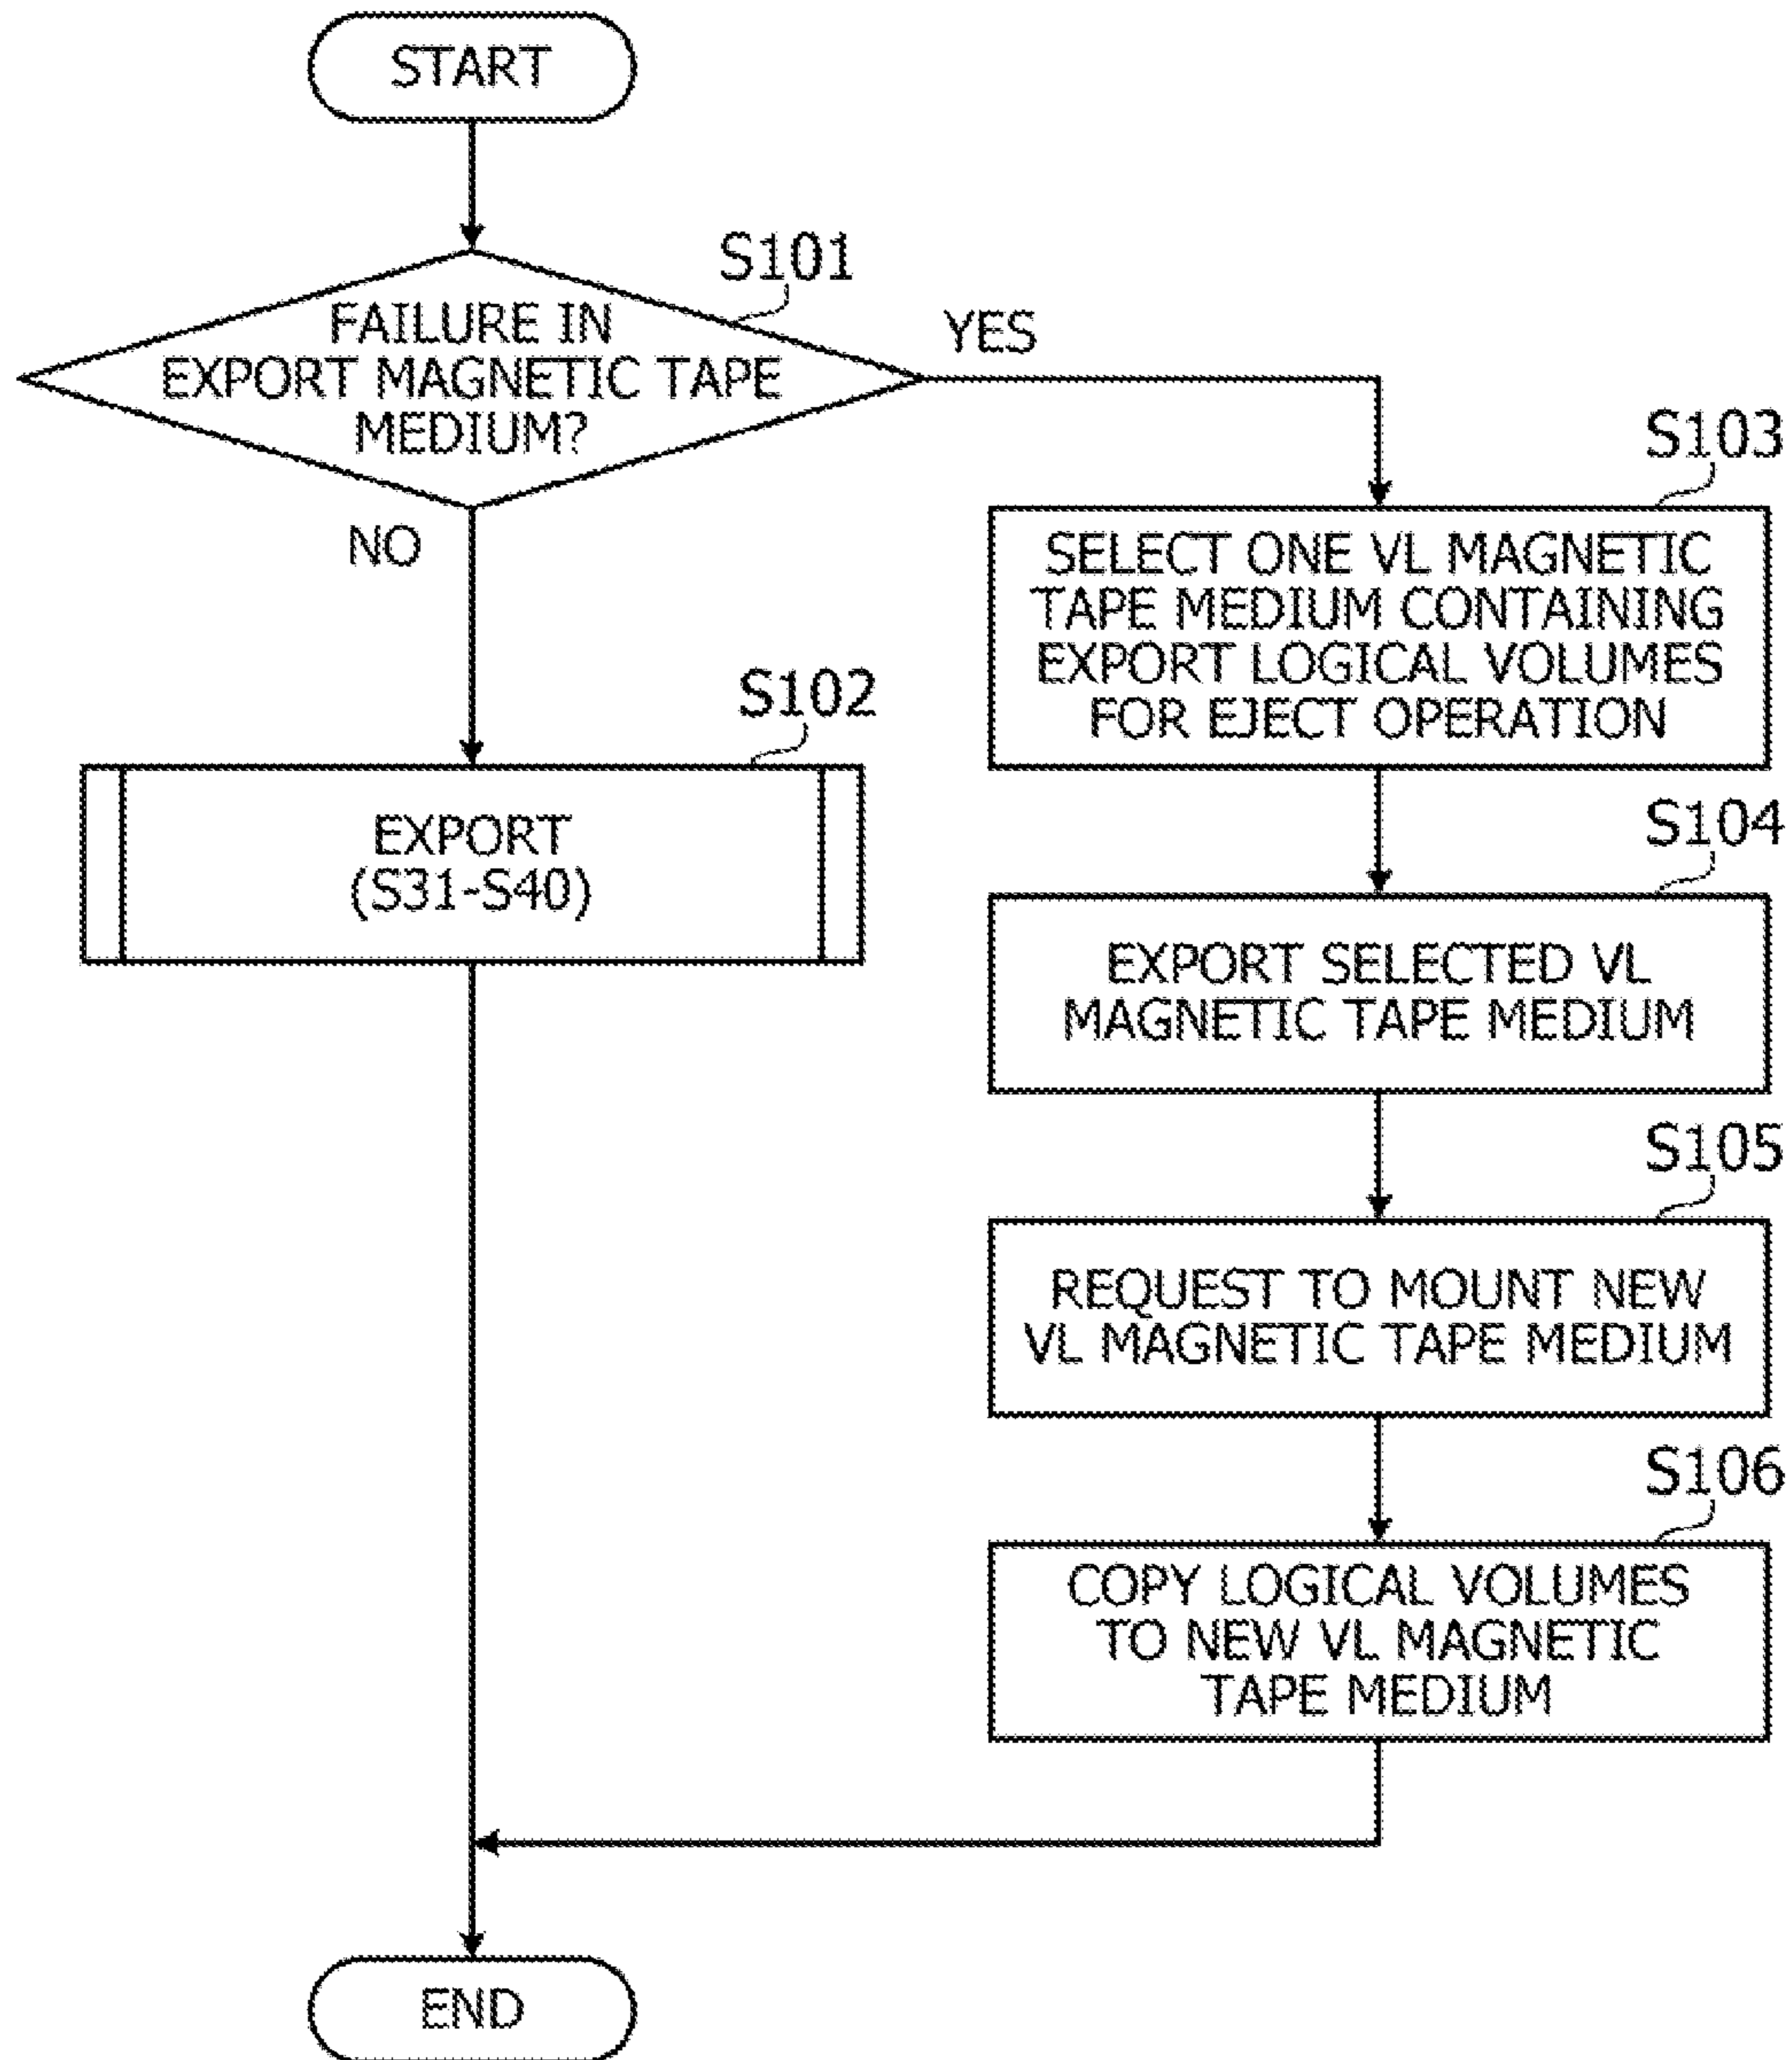 START
S101
FAILURE IN
EXPORT MAGNETIC TAPE
MEDIUM?
YES
NO
S102
EXPORT
(S31-S40)
S103
SELECT ONE VL MAGNETIC
TAPE MEDIUM CONTAINING
EXPORT LOGICAL VOLUMES
FOR EJECT OPERATION
S104
EXPORT SELECTED VL
MAGNETIC TAPE MEDIUM
S105
REQUEST TO MOUNT NEW
VL MAGNETIC TAPE MEDIUM
S106
COPY LOGICAL VOLUMES
TO NEW VL MAGNETIC
TAPE MEDIUM
END